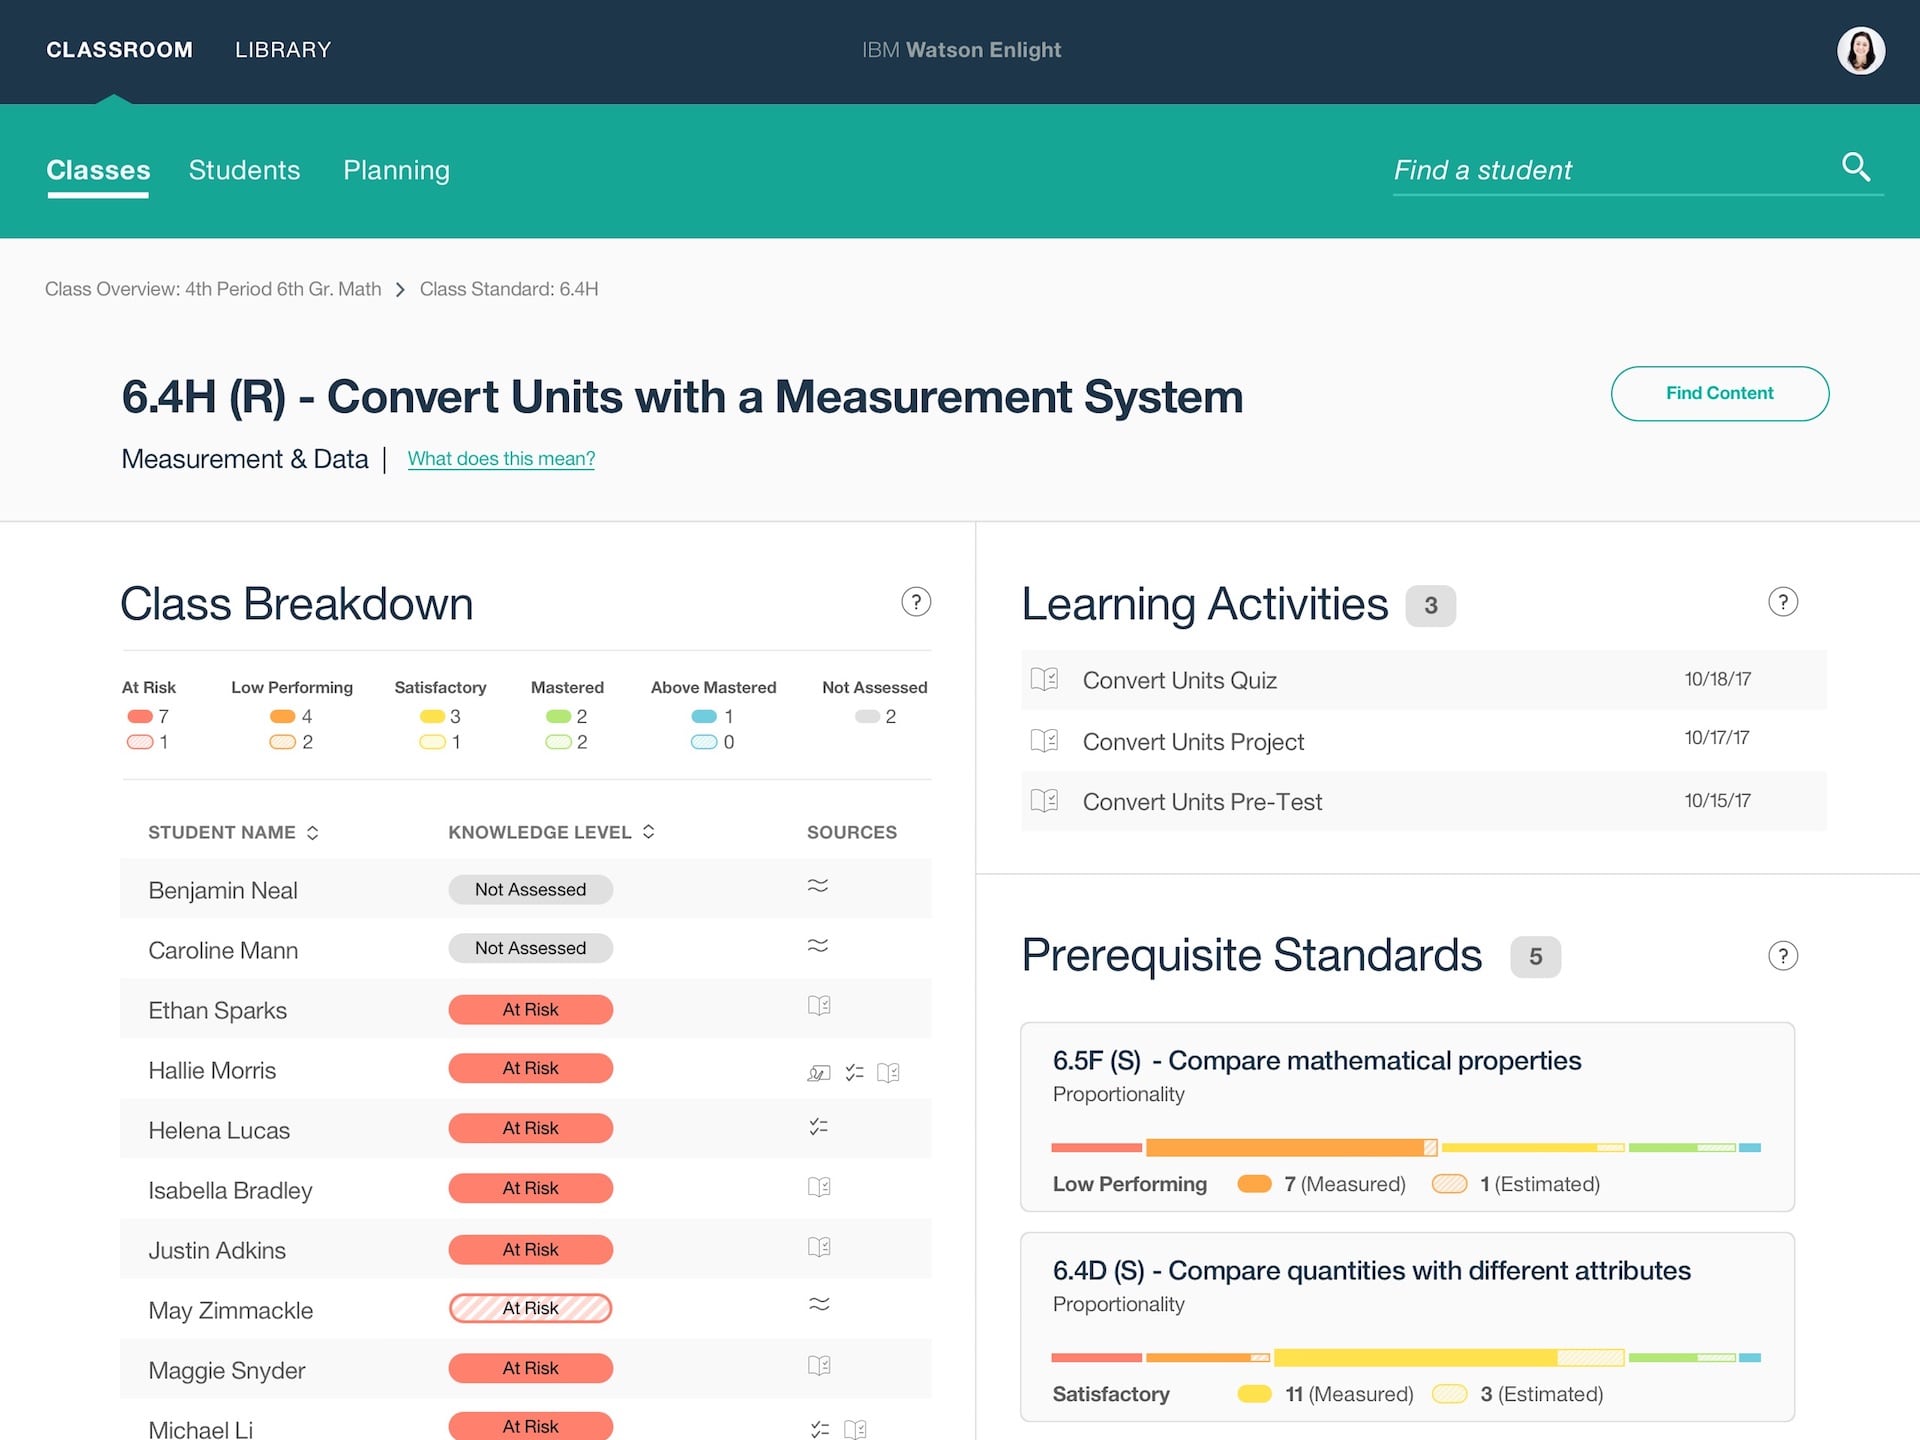 CLASSROOM LIBRARY IBM Watson Enlight
Classes Students Planning Find a student
Class Overview: 4th Period 6th Gr. Math > Class Standard: 6.4H
6.4H (R) - Convert Units with a Measurement System
Find Content
Measurement & Data | What does this mean?
Class Breakdown ?
At Risk Low Performing Satisfactory Mastered Above Mastered Not Assessed
7 4 3 2 1 2
1 2 1 2 0
STUDENT NAME KNOWLEDGE LEVEL SOURCES
Benjamin Neal Not Assessed
Caroline Mann Not Assessed
Ethan Sparks At Risk
Hallie Morris At Risk
Helena Lucas At Risk
Isabella Bradley At Risk
Justin Adkins At Risk
May Zimmackle At Risk
Maggie Snyder At Risk
Michael Li At Risk
Learning Activities 3 ?
Convert Units Quiz 10/18/17
Convert Units Project 10/17/17
Convert Units Pre-Test 10/15/17
Prerequisite Standards 5 ?
6.5F (S) - Compare mathematical properties
Proportionality
Low Performing 7 (Measured) 1 (Estimated)
6.4D (S) - Compare quantities with different attributes
Proportionality
Satisfactory 11 (Measured) 3 (Estimated)